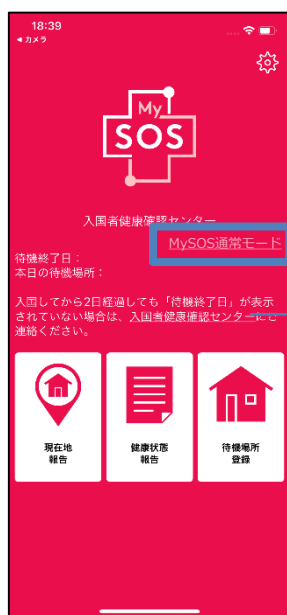 18:39
◀カメラ
My
SOS
入国者健康確認センター
MySOS通常モード
待機終了日：
本日の待機場所：
入国してから2日経過しても「待機終了日」が表示
されていない場合は、入国者健康確認センターにご
連絡ください。
現在地
報告
健康状態
報告
待機場所
登録